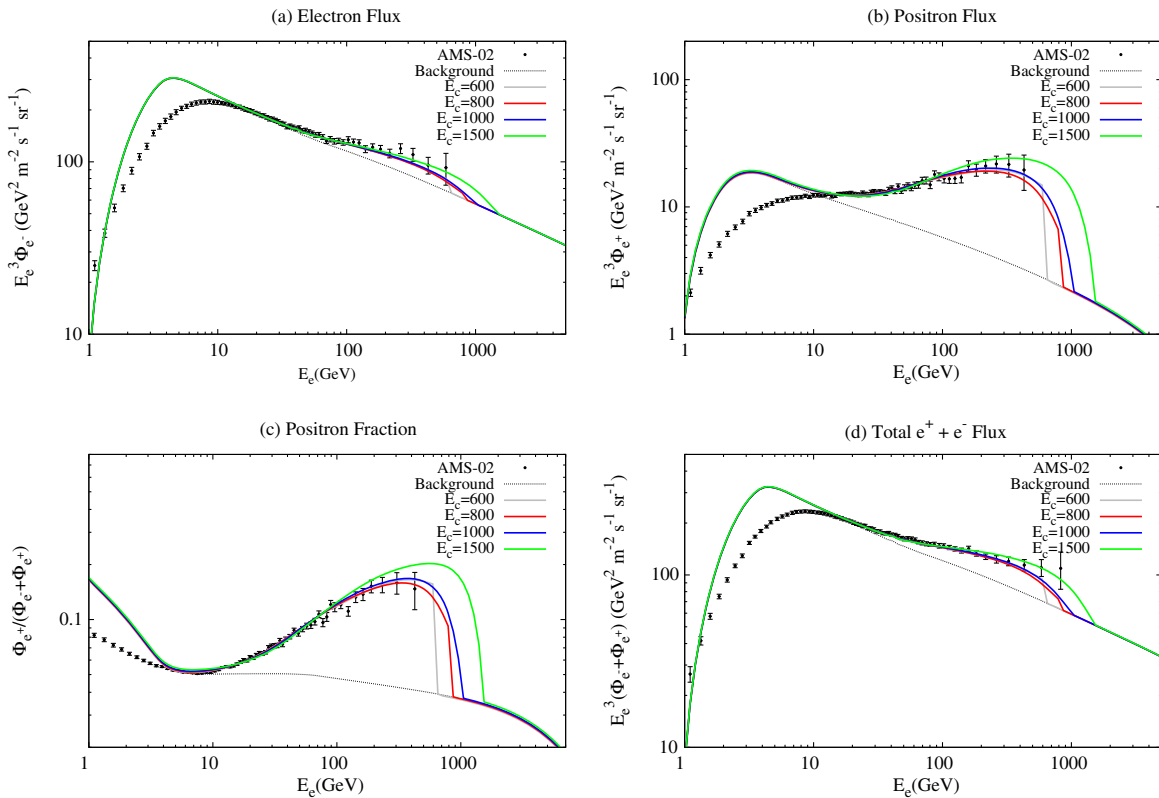 (a) Electron Flux
E_e^3Φ_e^- (GeV^2 m^-2 s^-1 sr^-1)
100
10
1 10 100 1000
E_e(GeV)
AMS-02
Background
E_c=600
E_c=800
E_c=1000
E_c=1500
(b) Positron Flux
E_e^3Φ_e^+ (GeV^2 m^-2 s^-1 sr^-1)
100
10
1
1 10 100 1000
E_e(GeV)
AMS-02
Background
E_c=600
E_c=800
E_c=1000
E_c=1500
(c) Positron Fraction
Φ_e^+/(Φ_e^-+Φ_e^+)
0.1
1 10 100 1000
E_e(GeV)
AMS-02
Background
E_c=600
E_c=800
E_c=1000
E_c=1500
(d) Total e^+ + e^- Flux
E_e^3(Φ_e^-+Φ_e^+) (GeV^2 m^-2 s^-1 sr^-1)
100
10
1 10 100 1000
E_e(GeV)
AMS-02
Background
E_c=600
E_c=800
E_c=1000
E_c=1500